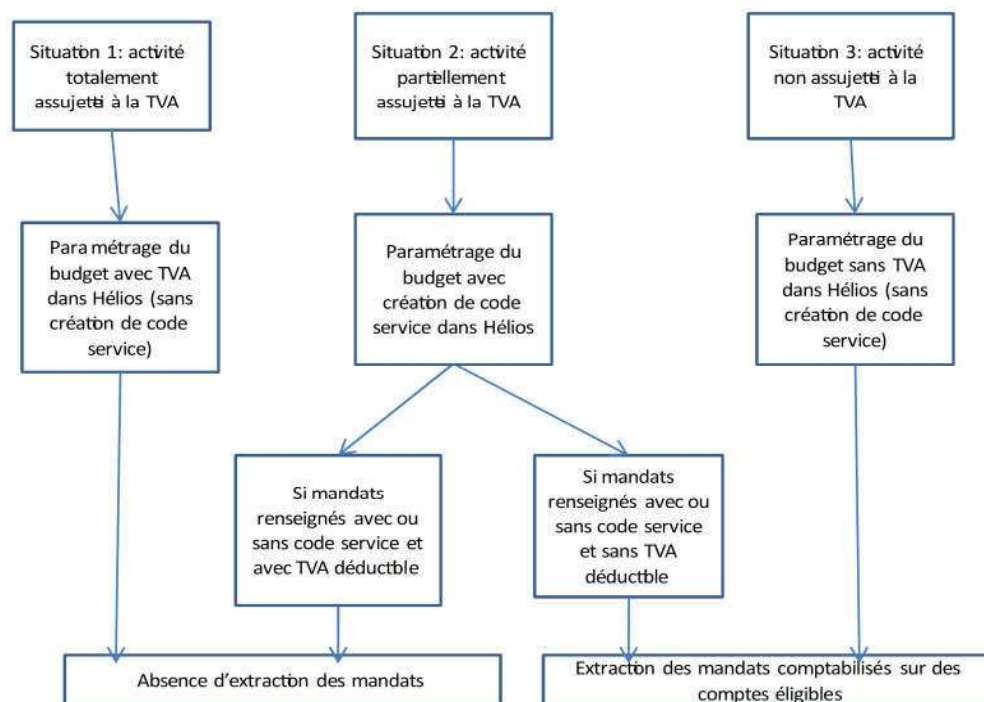 Situation 1: activité
totalement
assujetti à la TVA
Situation 2: activité
partiellement
assujetti à la TVA
Situation 3: activité
non assujetti à la
TVA
Para métrage du
budget avec TVA
dans Hélios (sans
création de code
service)
Paramétrage du
budget avec
création de code
service dans Hélios
Paramétrage du
budget sans TVA
dans Hélios (sans
création de code
service)
Si mandats
renseignés avec ou
sans code service et
avec TVA déductible
Si mandats
renseignés avec ou
sans code service
et sans TVA
déductible
Absence d'extraction des mandats
Extraction des mandats comptabilisés sur des
comptes éligibles